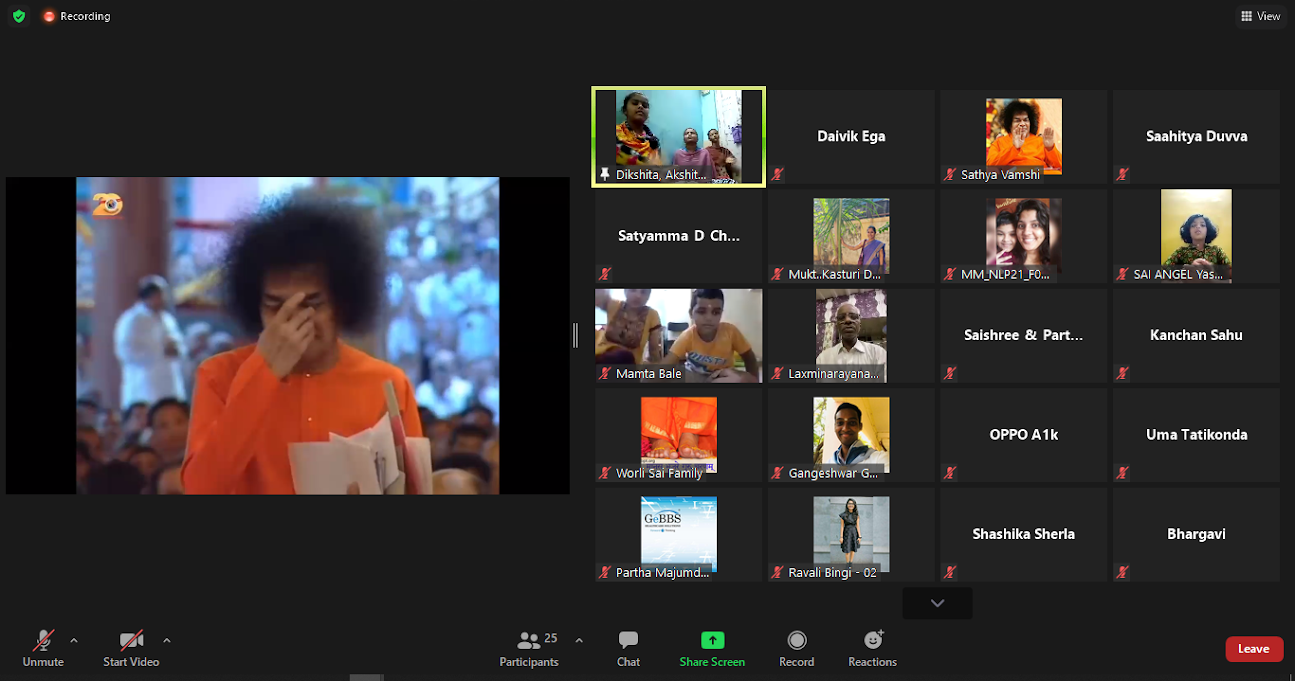 Recording
View
Dikshita, Akshit...
Daivik Ega
Sathya Vamshi
Saahitya Duvva
Satyamma D Ch...
Mukt..Kasturi D...
MM_NLP21_F0...
SAI ANGEL Yas...
Mamta Bale
Laxminarayana...
Saishree & Part...
Kanchan Sahu
Worli Sai Family
Gangeshwar G...
OPPO A1k
Uma Tatikonda
GeBBS
Partha Majumd...
Ravali Bingi - 02
Shashika Sherla
Bhargavi
Unmute
Start Video
25
Participants
Chat
Share Screen
Record
Reactions
Leave